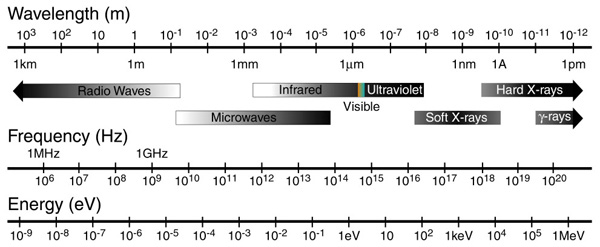 Wavelength (m)
10³ 10² 10 1 10⁻¹ 10⁻² 10⁻³ 10⁻⁴ 10⁻⁵ 10⁻⁶ 10⁻⁷ 10⁻⁸ 10⁻⁹ 10⁻¹⁰ 10⁻¹¹ 10⁻¹²
1km 1m 1mm 1μm 1nm 1A 1pm
Radio Waves Infrared Ultraviolet Hard X-rays
Visible
Microwaves Soft X-rays γ-rays
Frequency (Hz)
1MHz 1GHz
10⁶ 10⁷ 10⁸ 10⁹ 10¹⁰ 10¹¹ 10¹² 10¹³ 10¹⁴ 10¹⁵ 10¹⁶ 10¹⁷ 10¹⁸ 10¹⁹ 10²⁰
Energy (eV)
10⁻⁹ 10⁻⁸ 10⁻⁷ 10⁻⁶ 10⁻⁵ 10⁻⁴ 10⁻³ 10⁻² 10⁻¹ 1eV 10 10² 1keV 10⁴ 10⁵ 1MeV